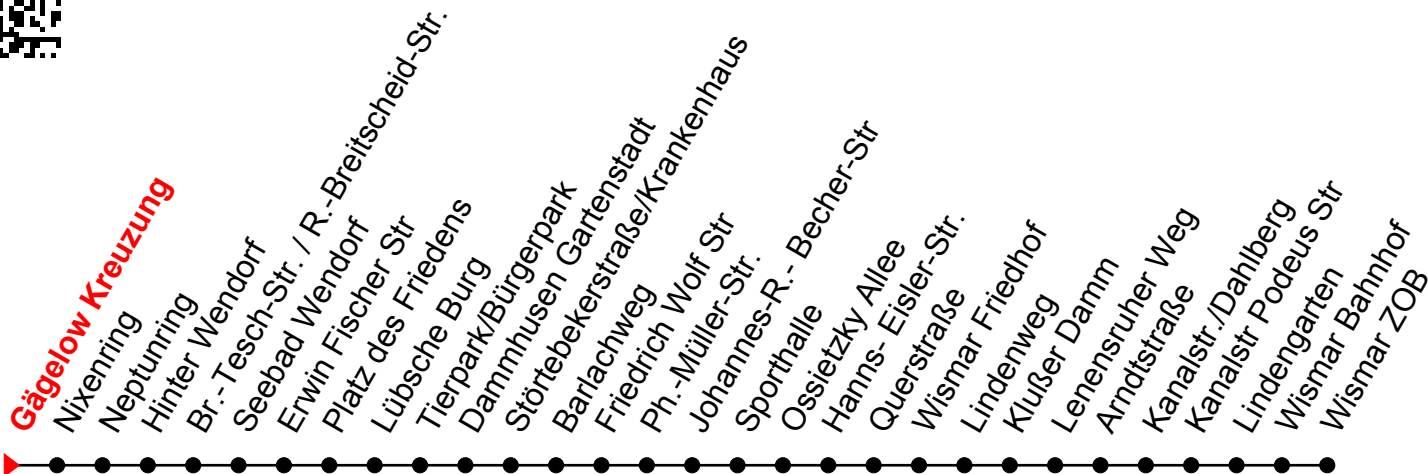 Gägelow Kreuzung
Nixenring
Neptunring
Hinter Wendorf
Br.- Tesch-Str. / R.-Breitscheid-Str.
Seebad Wendorf
Erwin Fischer Str
Platz des Friedens
Lübsche Burg
Tierpark/Bürgerpark
Dammhusen Gartenstadt
Störtebekerstraße/Krankenhaus
Barlachweg
Friedrich Wolf Str
Ph.-Müller-Str.
Johannes-R.- Becher-Str
Sporthalle
Ossietzky Allee
Hanns- Eisler-Str.
Querstraße
Wismar Friedhof
Lindenweg
Klußer Damm
Lenensruher Weg
Arndtstraße
Kanalstr./Dahlberg
Kanalstr Podeus Str
Lindengarten
Wismar Bahnhof
Wismar ZOB